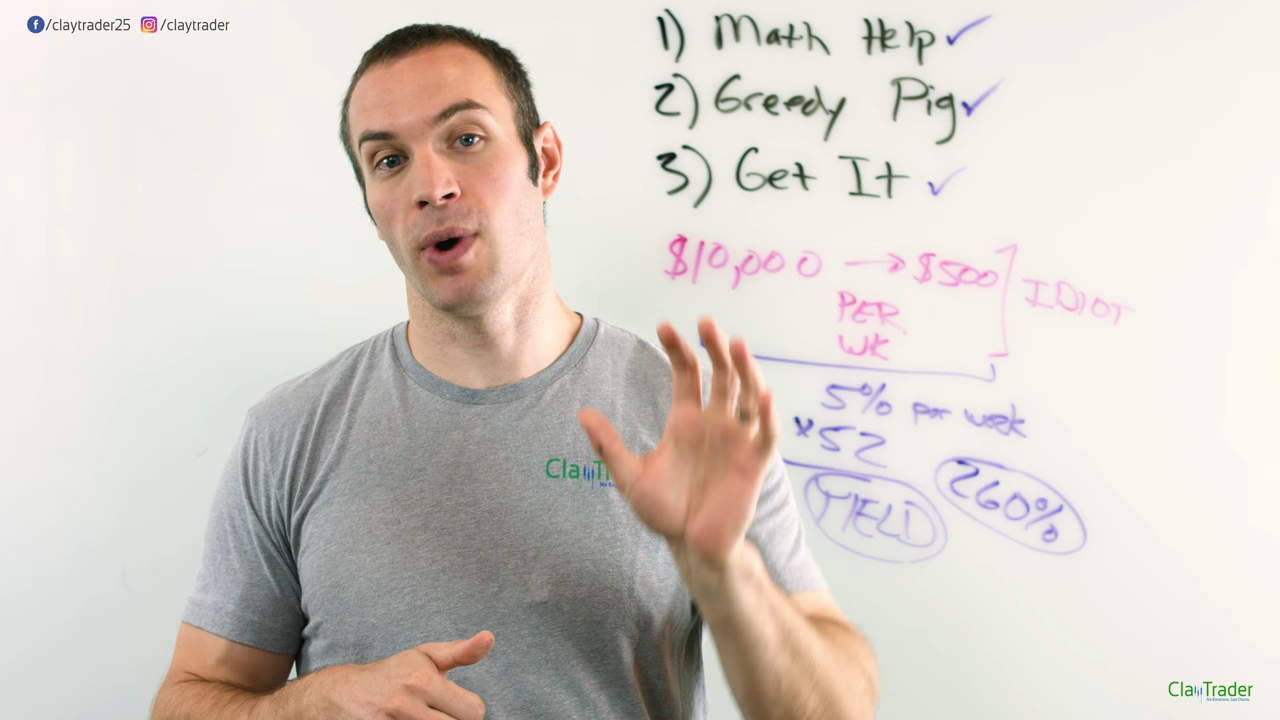 /claytrader25 /claytrader
1) Math Help ✓
2) Greedy Pig ✓
3) Get It ✓
$10,000 → $500 IDIOT
PER
WK
5% per week
x52
YIELD 260%
ClayTrader